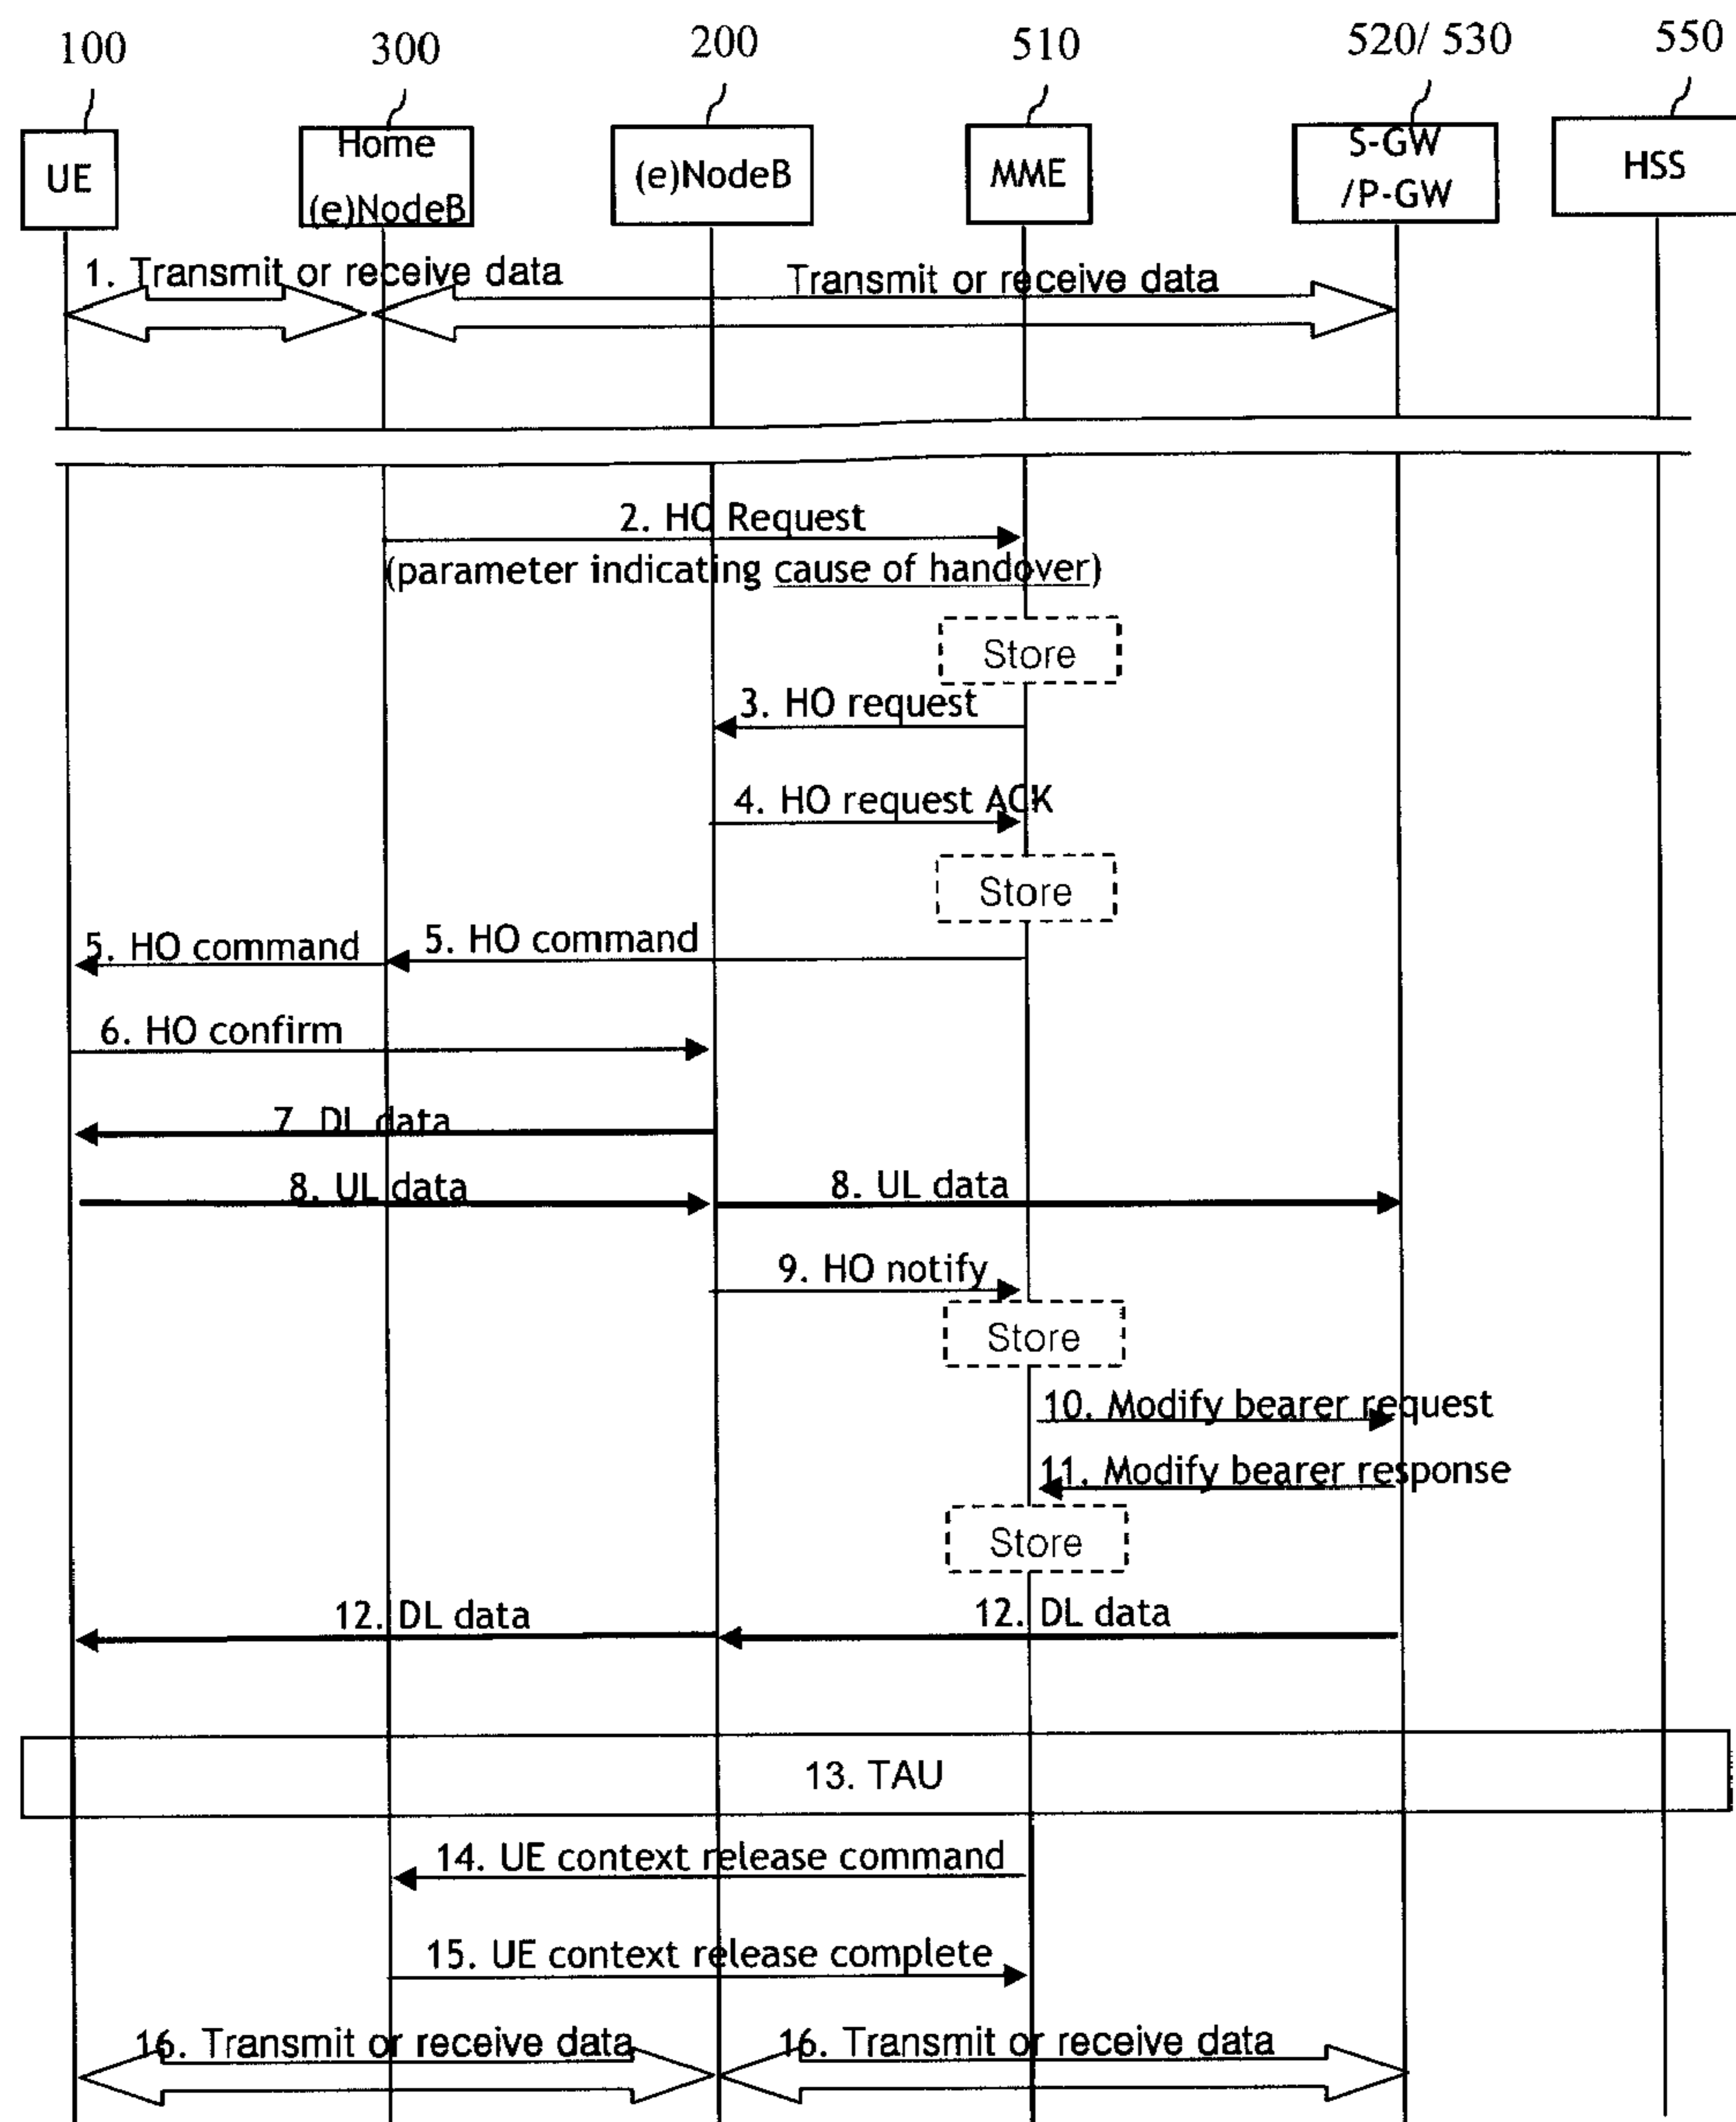 100
300
200
510
520/ 530
550
UE
Home
(e)NodeB
(e)NodeB
MME
S-GW
/P-GW
HSS
1. Transmit or receive data
Transmit or receive data
2. HO Request
(parameter indicating cause of handover)
Store
3. HO request
4. HO request ACK
Store
5. HO command
5. HO command
6. HO confirm
7. DL data
8. UL data
8. UL data
9. HO notify
Store
10. Modify bearer request
11. Modify bearer response
Store
12. DL data
12. DL data
13. TAU
14. UE context release command
15. UE context release complete
16. Transmit or receive data
16. Transmit or receive data